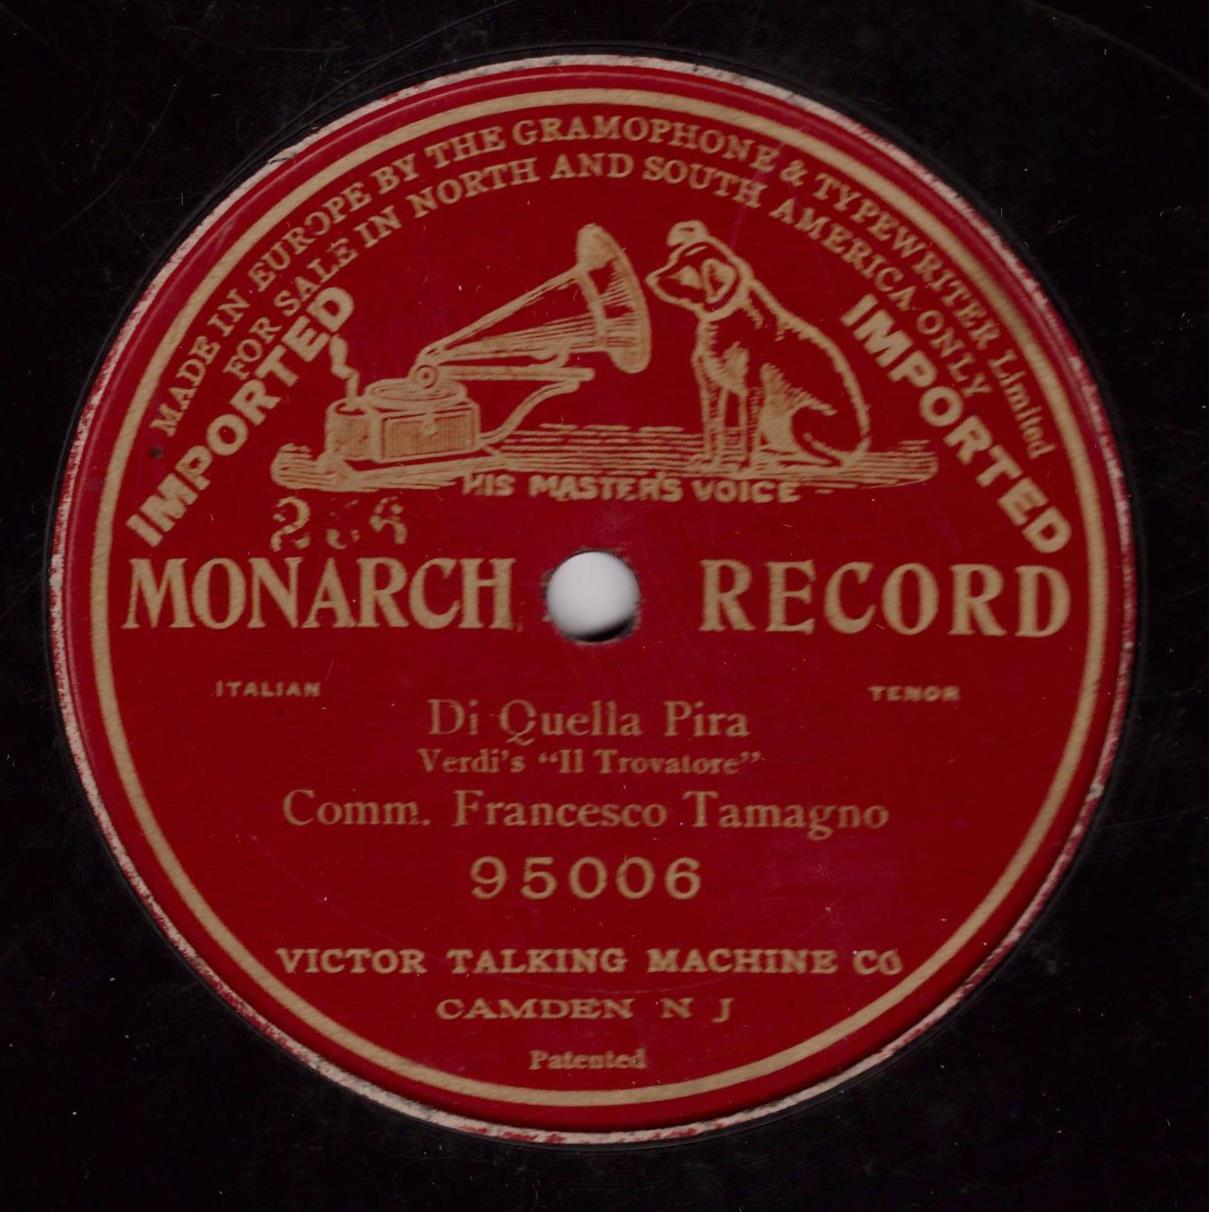 MADE IN EUROPE BY THE GRAMOPHONE & TYPEWRITER Limited
FOR SALE IN NORTH AND SOUTH AMERICA ONLY
IMPORTED
IMPORTED
HIS MASTER'S VOICE
MONARCH RECORD
ITALIAN TENOR
Di Quella Pira
Verdi's “Il Trovatore”
Comm. Francesco Tamagno
95006
VICTOR TALKING MACHINE CO
CAMDEN N J
Patented